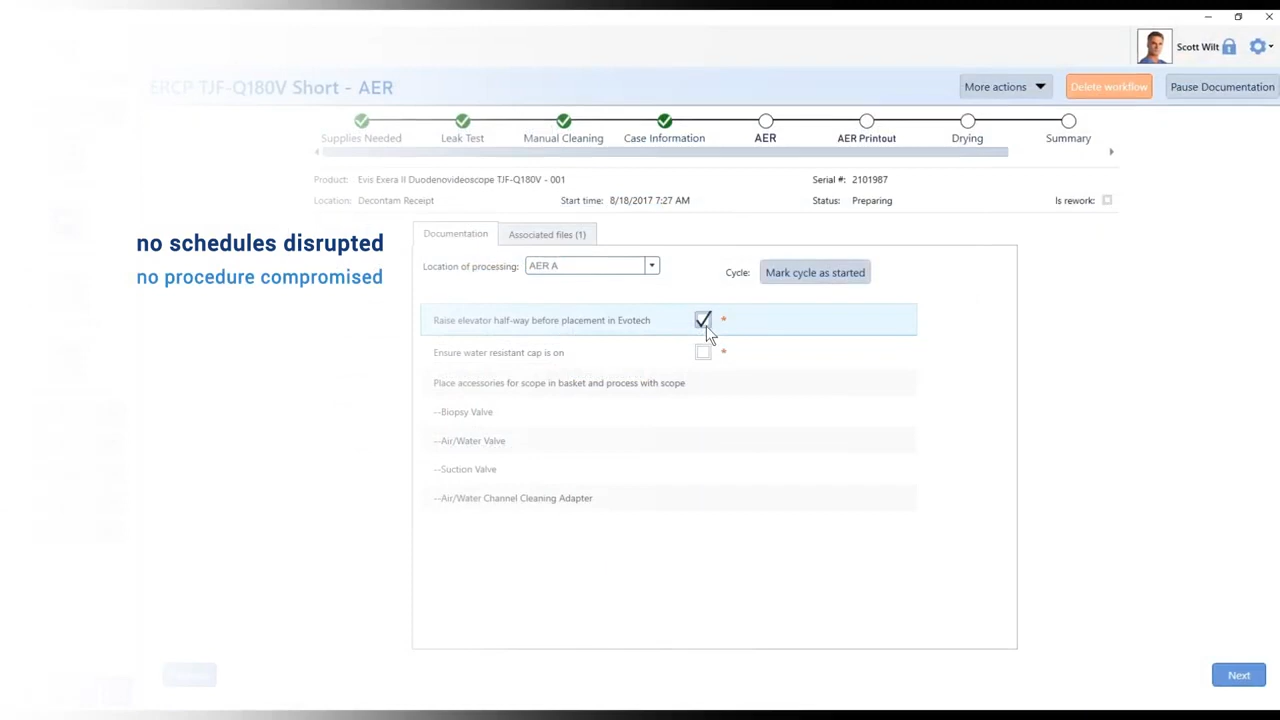 Scott Wilt
ERCP TJF-Q180V Short - AER
More actions
Delete workflow
Pause Documentation
Supplies Needed
Leak Test
Manual Cleaning
Case Information
AER
AER Printout
Drying
Summary
Product: Evis Exera II Duodenovideoscope TJF-Q180V - 001
Serial #: 2101987
Location: Decontam Receipt
Start time: 8/18/2017 7:27 AM
Status: Preparing
Is rework:
no schedules disrupted
no procedure compromised
Documentation
Associated files (1)
Location of processing: AER A
Cycle: Mark cycle as started
Raise elevator half-way before placement in Evotech *
Ensure water resistant cap is on *
Place accessories for scope in basket and process with scope
--Biopsy Valve
--Air/Water Valve
--Suction Valve
--Air/Water Channel Cleaning Adapter
Next